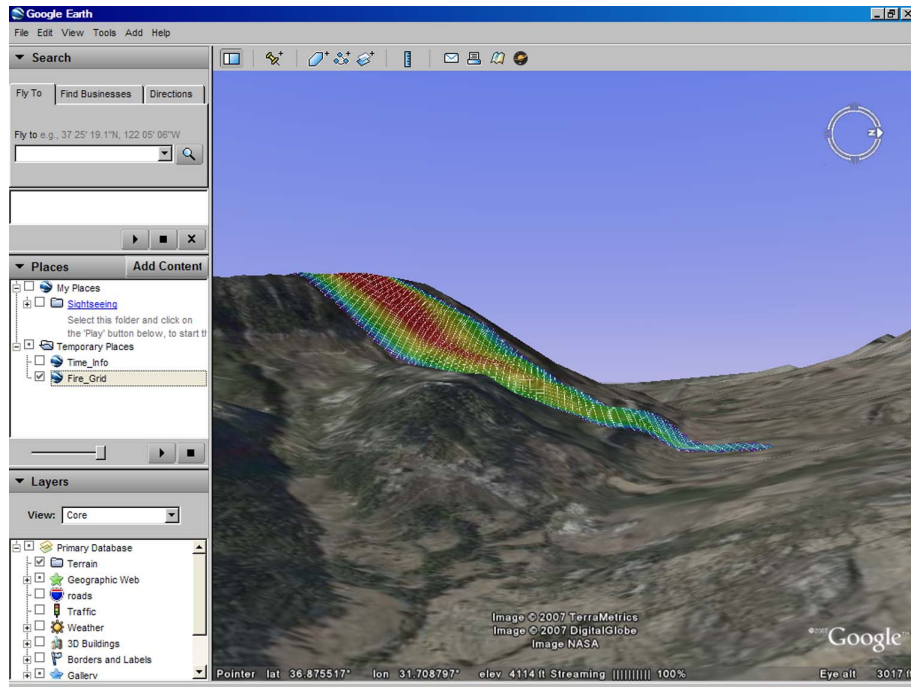 Google Earth
File Edit View Tools Add Help
Search
Fly To Find Businesses Directions
Fly to e.g., 37 25' 19.1"N, 122 05' 06"W
Places Add Content
My Places
Sightseeing
Select this folder and click on
the 'Play' button below, to start th
Temporary Places
Time_Info
Fire_Grid
Layers
View: Core
Primary Database
Terrain
Geographic Web
roads
Traffic
Weather
3D Buildings
Borders and Labels
Gallery
Z
Image © 2007 TerraMetrics
Image © 2007 DigitalGlobe
Image NASA
©2007 Google™
Pointer lat 36.875517° lon 31.708797° elev 4114 ft Streaming |||||||||| 100% Eye alt 3017 ft